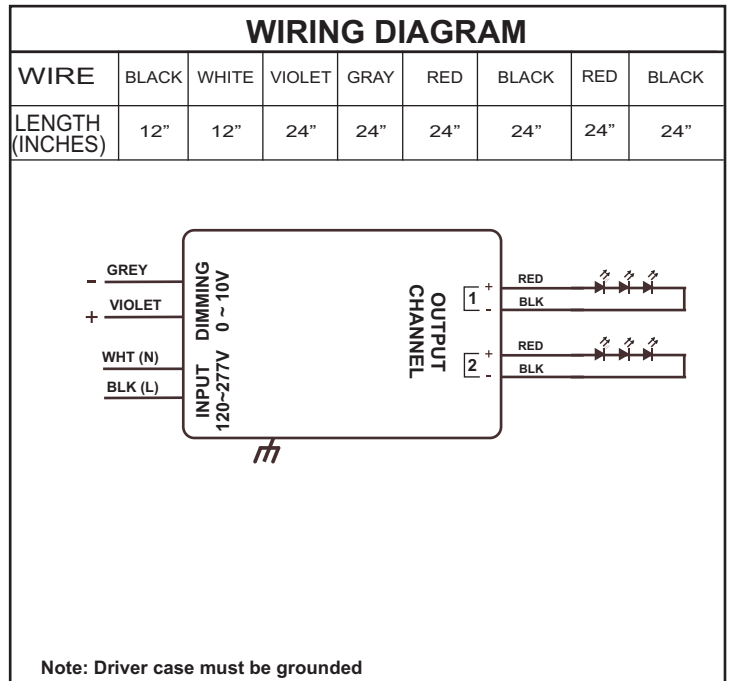 WIRING DIAGRAM
WIRE BLACK WHITE VIOLET GRAY RED BLACK RED BLACK
LENGTH (INCHES) 12” 12” 24” 24” 24” 24” 24” 24”
- GREY
+ VIOLET
WHT (N)
BLK (L)
DIMMING
0 ~ 10V
INPUT
120~277V
OUTPUT
CHANNEL
1 + RED
- BLK
2 + RED
- BLK
Note: Driver case must be grounded